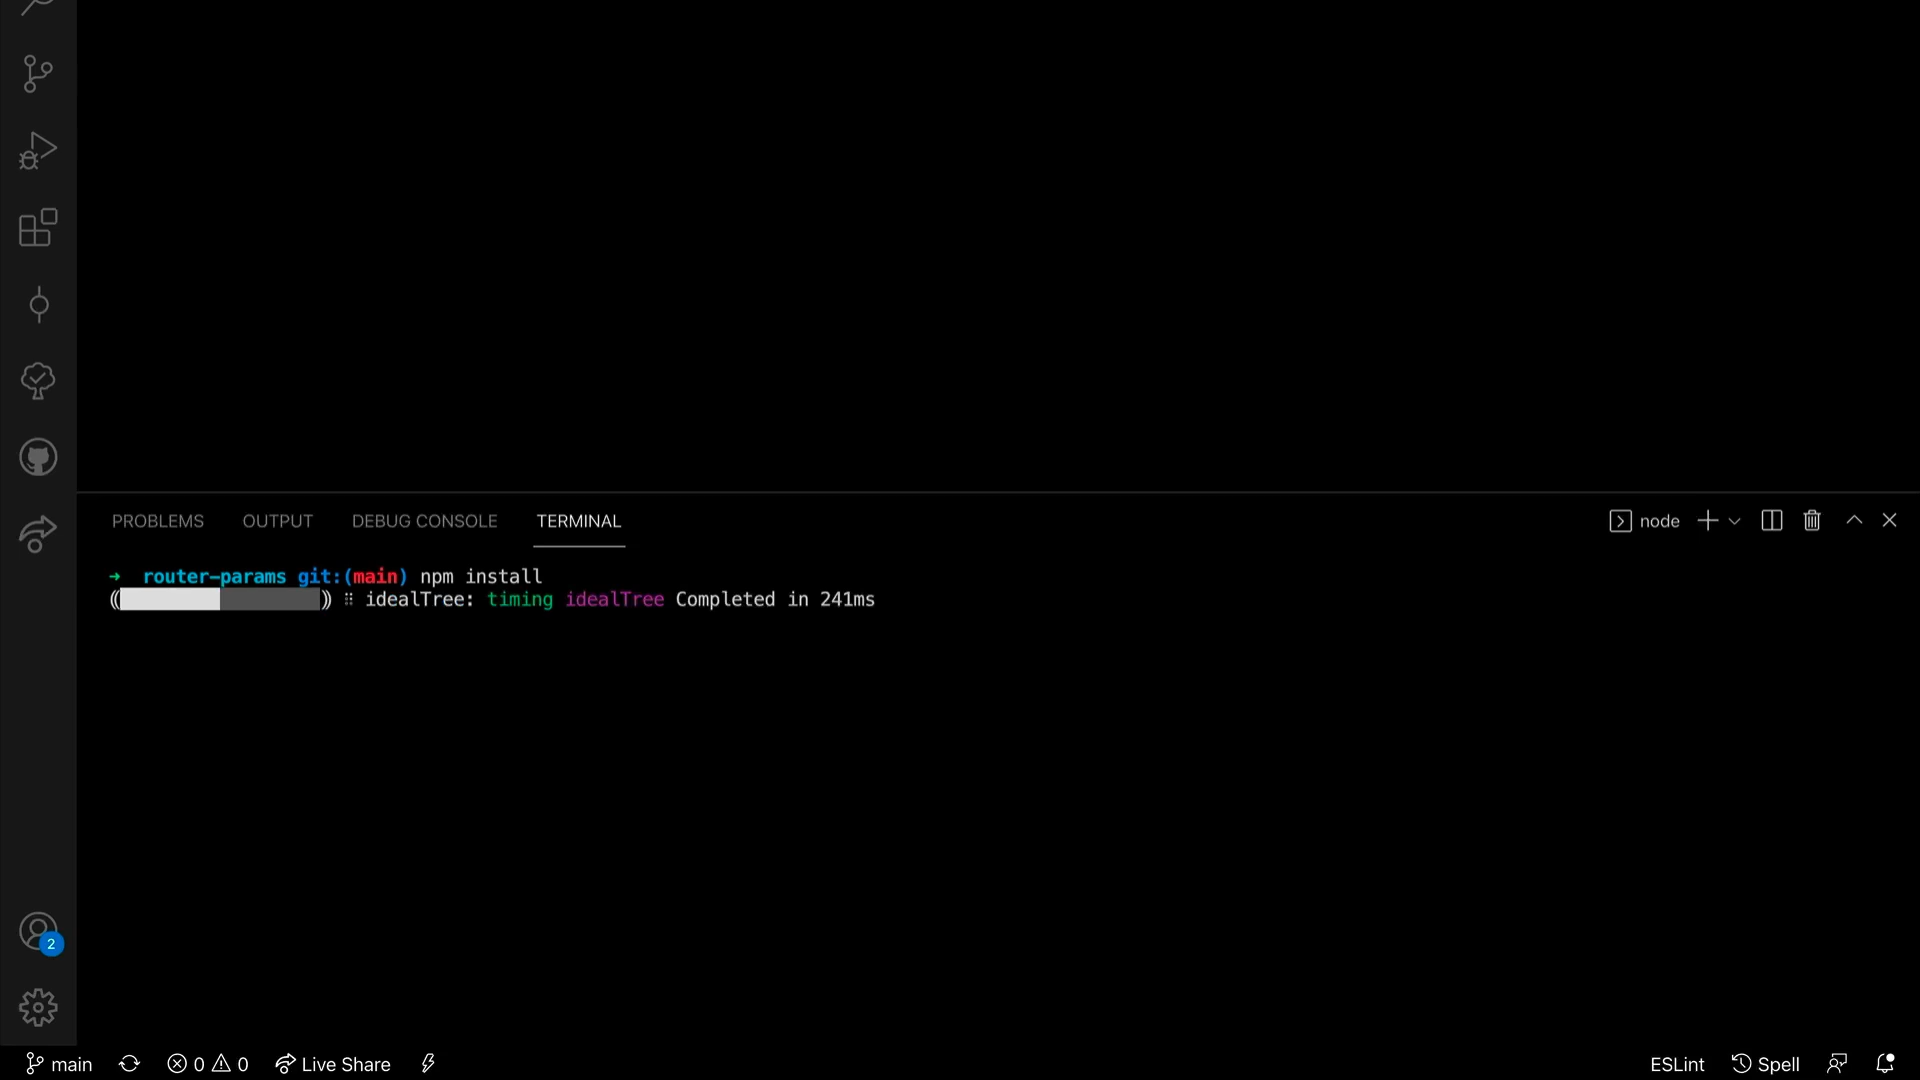 PROBLEMS OUTPUT DEBUG CONSOLE TERMINAL node
➜ router-params git:(main) npm install
(( )) ⠿ idealTree: timing idealTree Completed in 241ms
2
main 0 0 Live Share ESLint Spell